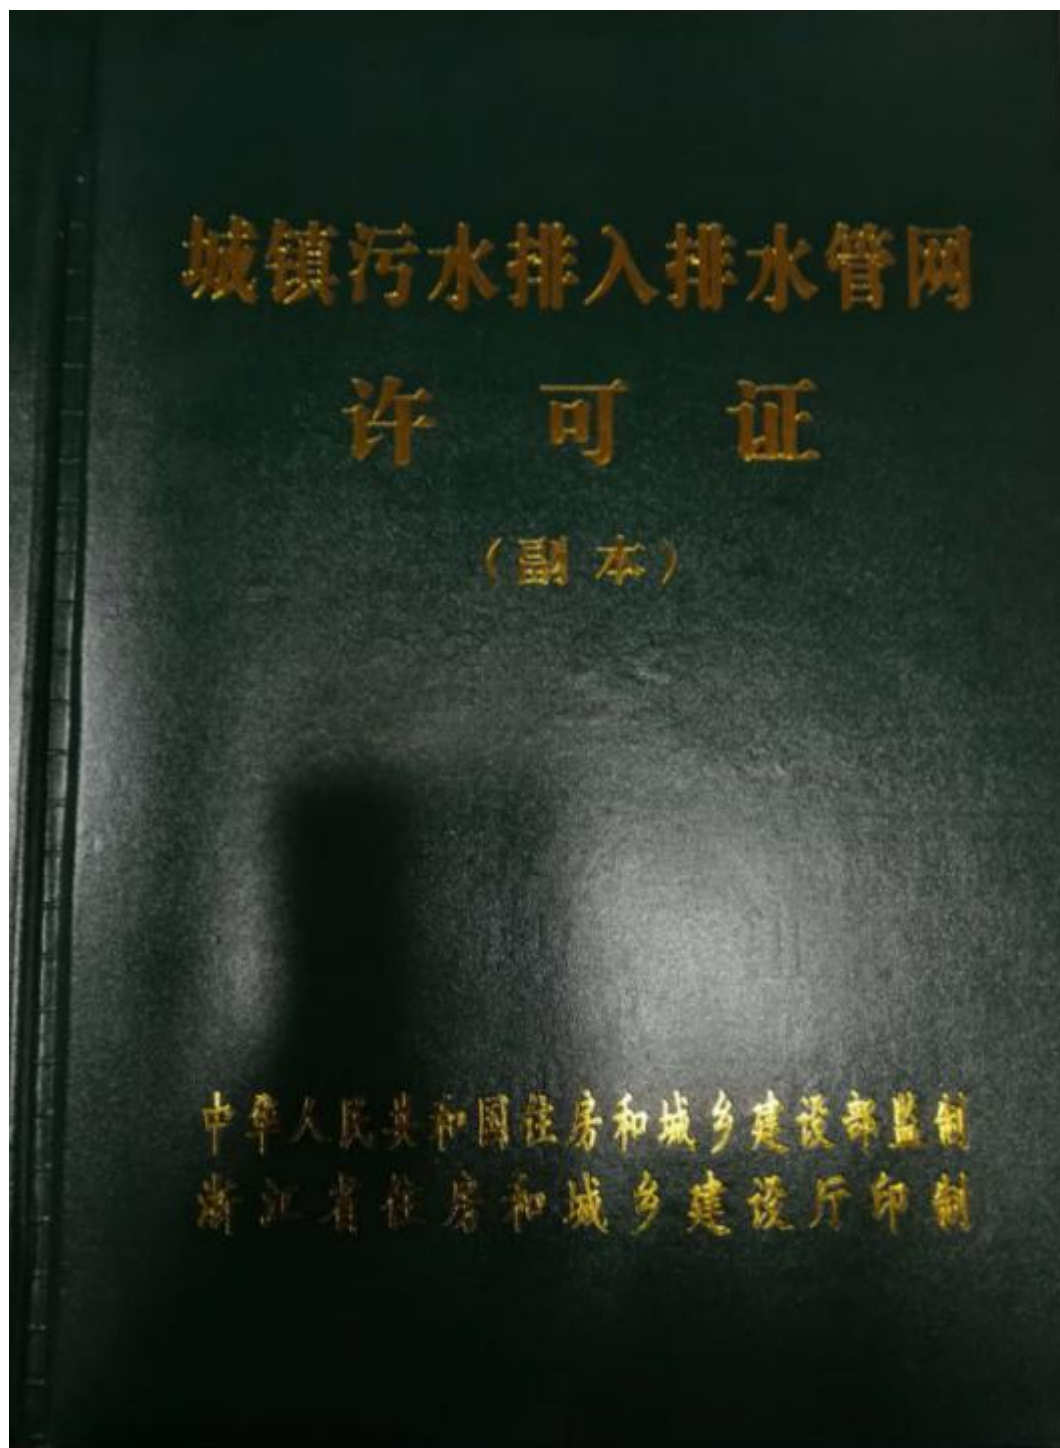 城镇污水排入排水管网
许可证
（副本）
中华人民共和国住房和城乡建设部监制
浙江省住房和城乡建设厅印制